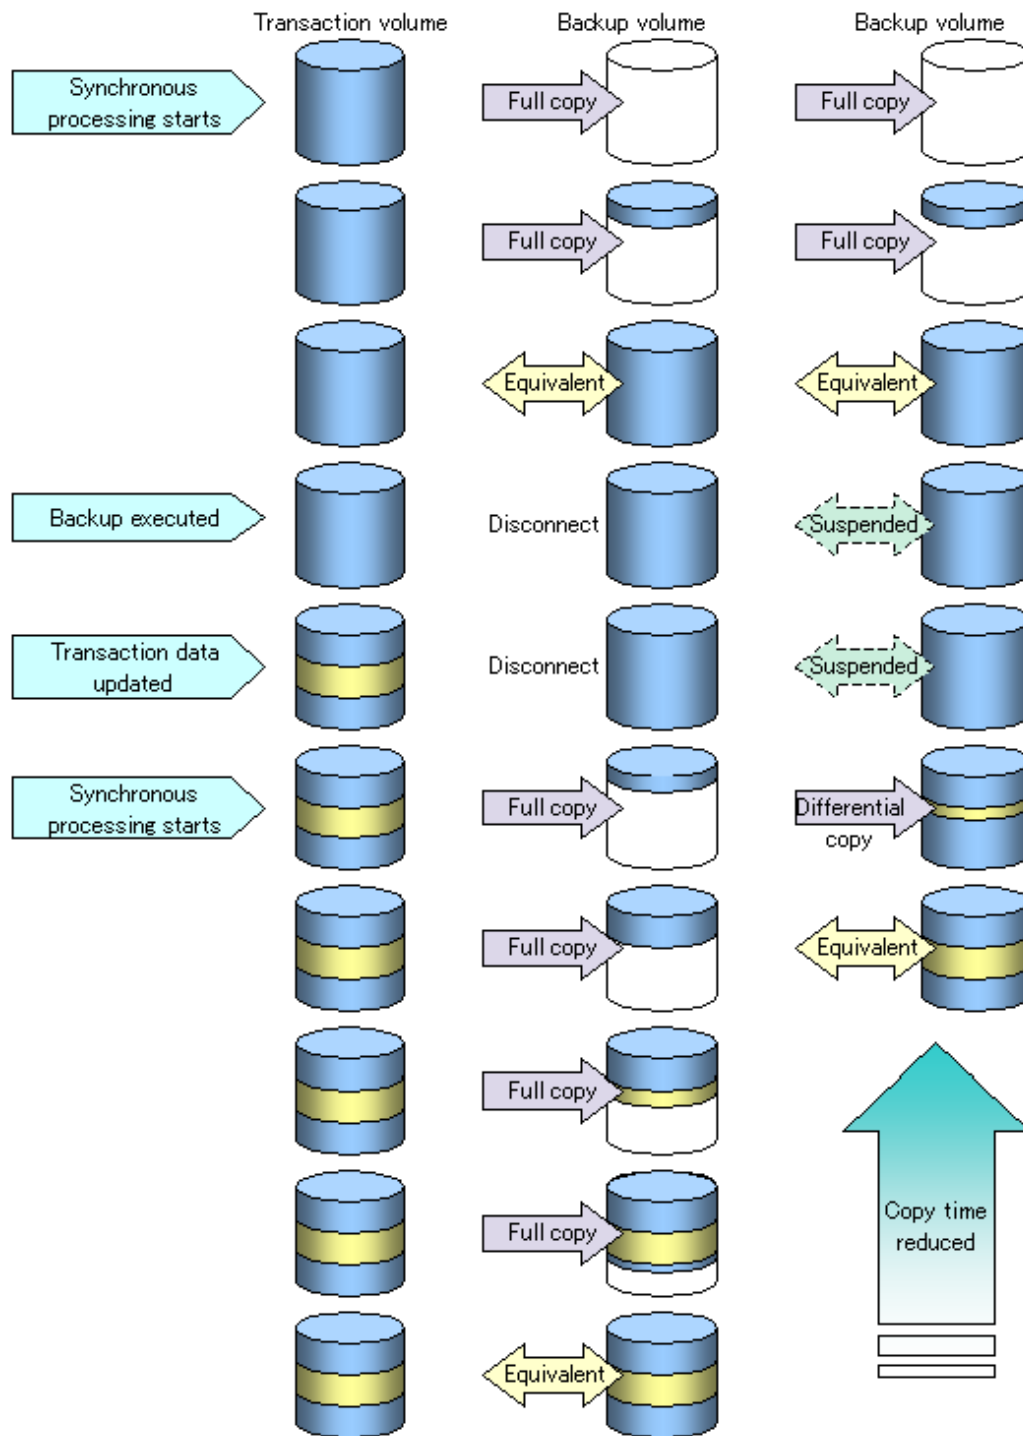 Transaction volume
Backup volume
Backup volume
Synchronous
processing starts
Full copy
Full copy
Full copy
Full copy
Equivalent
Equivalent
Backup executed
Disconnect
Suspended
Transaction data
updated
Disconnect
Suspended
Synchronous
processing starts
Full copy
Differential
copy
Full copy
Equivalent
Full copy
Full copy
Copy time
reduced
Equivalent